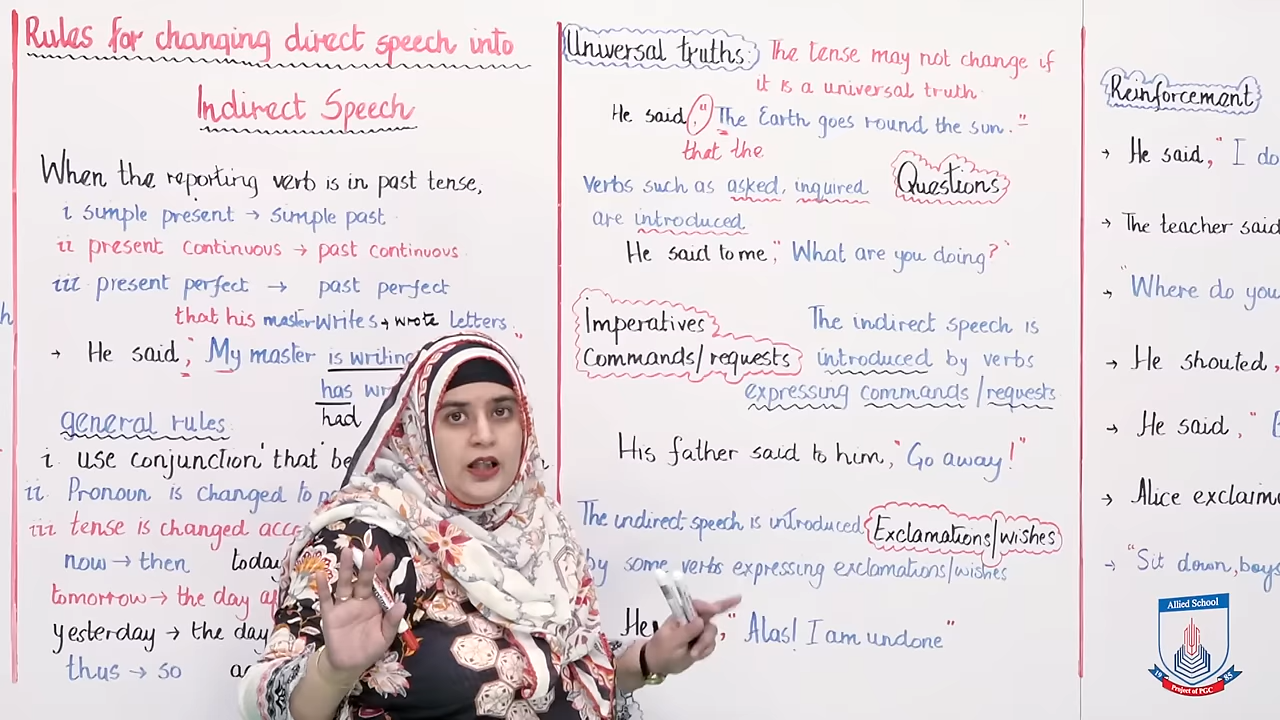 Rules for changing direct speech into
Indirect Speech
When the reporting verb is in past tense,
i simple present → simple past
ii present continuous → past continuous
iii present perfect → past perfect
that his master writes → wrote letters
→ He said, " My master is writing "
has
had
general rules
i. use conjunction 'that'
ii Pronoun is changed to
iii tense is changed
now → then today
tomorrow → the day
yesterday → the day
thus → so
Universal truths: The tense may not change if
it is a universal truth
He said, " The Earth goes round the sun. "
that the
Questions
verbs such as asked, inquired
are introduced
He said to me, " What are you doing? "
Imperatives
Commands/requests
The indirect speech is
introduced by verbs
expressing commands / requests
His father said to him, " Go away! "
The indirect speech is introduced Exclamations/wishes
by some verbs expressing exclamations/wishes
He , " Alas! I am undone "
Reinforcement
→ He said, " I do
→ The teacher said
→ "Where do you
→ He shouted,
→ He said, "
→ Alice
→ "Sit down, boys
Allied School
19 85
Project of PGC